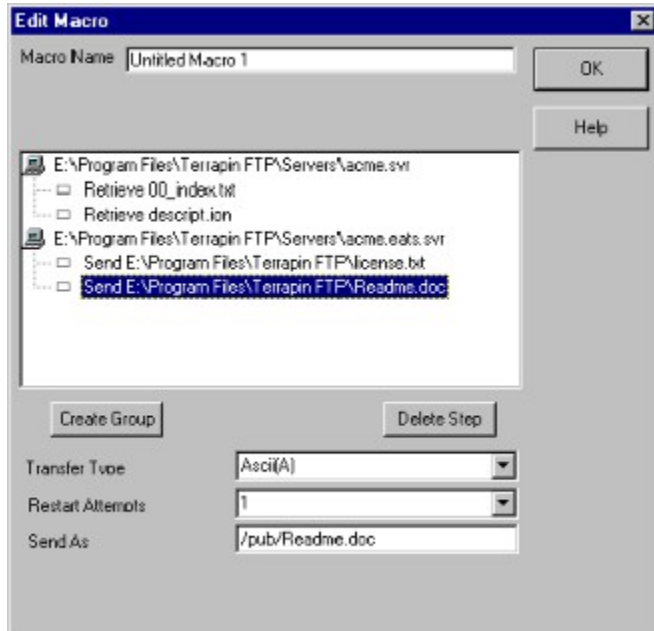 Edit Macro
Macro Name Untitled Macro 1
OK
Help
E:\Program Files\Terrapin FTP\Servers\acme.svr
Retrieve 00_index.txt
Retrieve descript.ion
E:\Program Files\Terrapin FTP\Servers\acme.eats.svr
Send E:\Program Files\Terrapin FTP\license.txt
Send E:\Program Files\Terrapin FTP\Readme.doc
Create Group
Delete Step
Transfer Type Ascii(A)
Restart Attempts 1
Send As /pub/Readme.doc